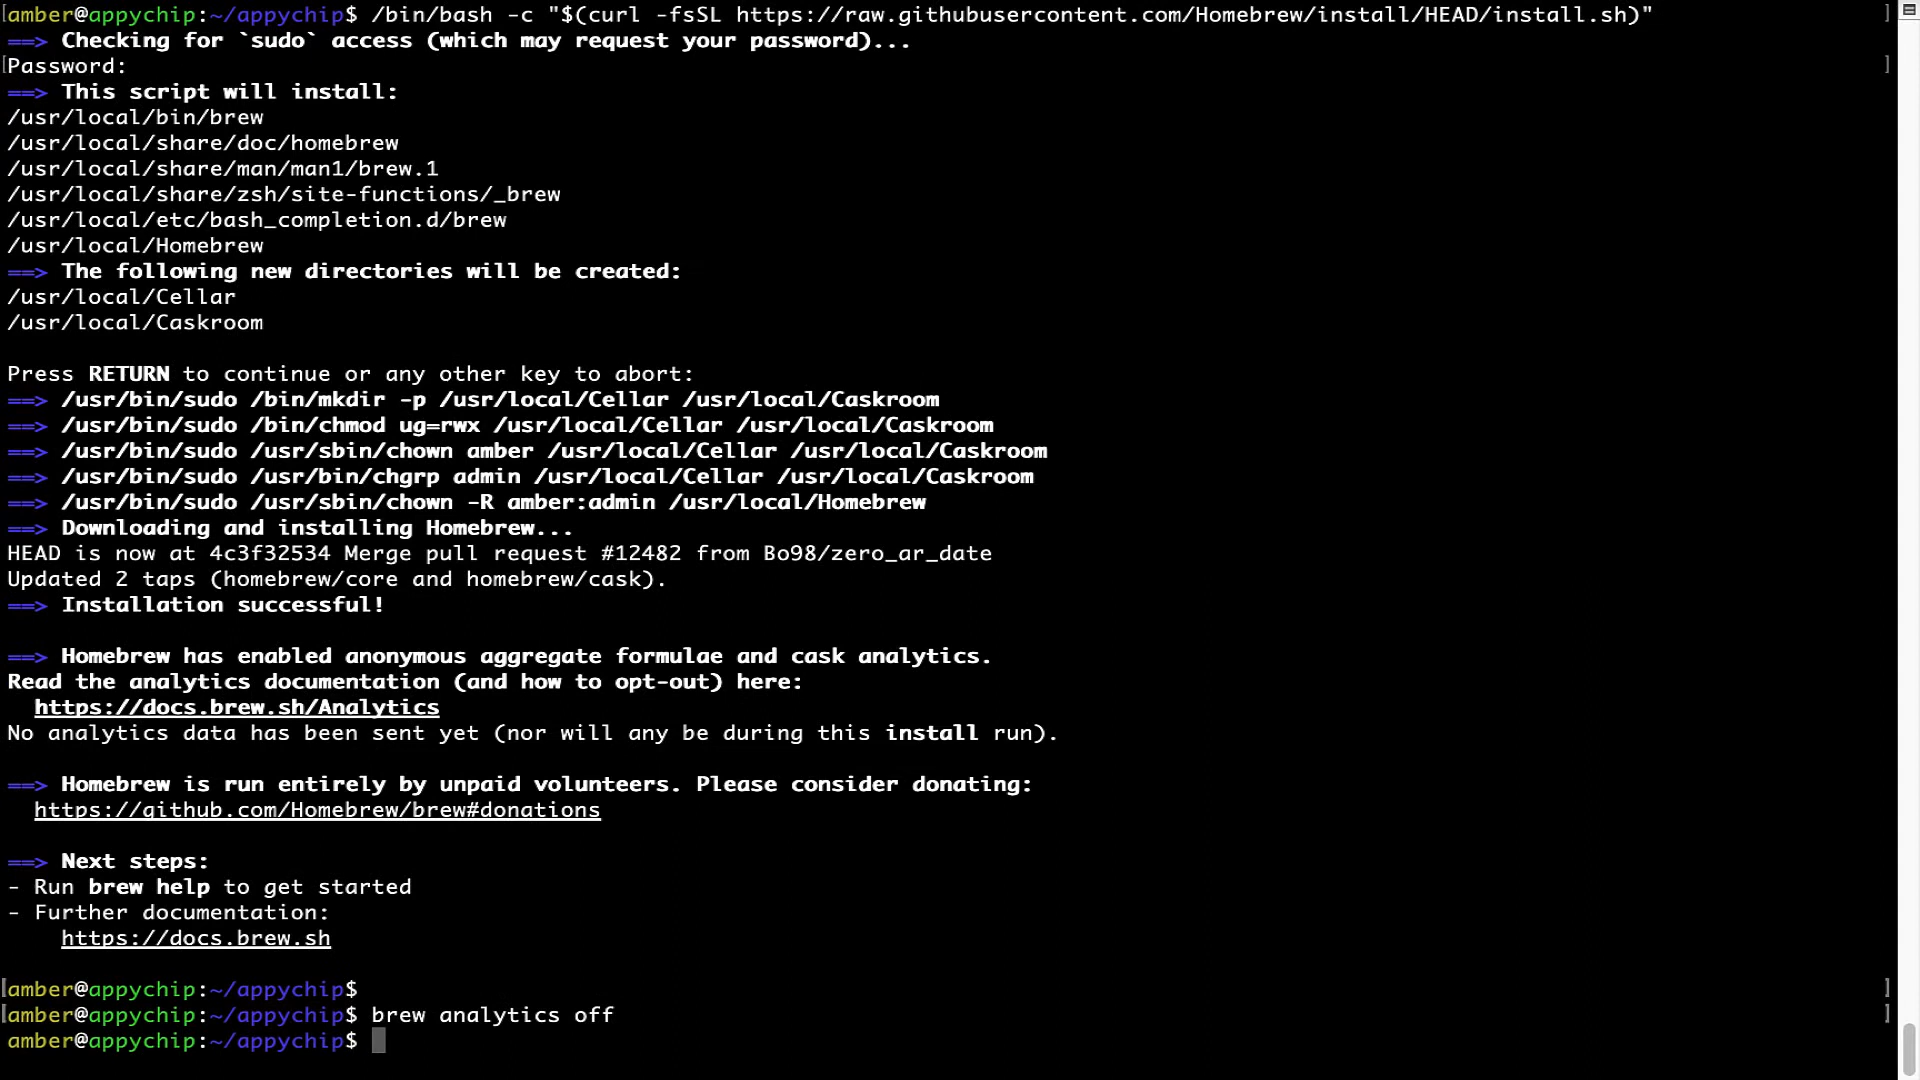 amber@appychip:~/appychip$ /bin/bash -c "$(curl -fsSL https://raw.githubusercontent.com/Homebrew/install/HEAD/install.sh)"
==> Checking for `sudo` access (which may request your password)...
Password:
==> This script will install:
/usr/local/bin/brew
/usr/local/share/doc/homebrew
/usr/local/share/man/man1/brew.1
/usr/local/share/zsh/site-functions/_brew
/usr/local/etc/bash_completion.d/brew
/usr/local/Homebrew
==> The following new directories will be created:
/usr/local/Cellar
/usr/local/Caskroom
Press RETURN to continue or any other key to abort:
==> /usr/bin/sudo /bin/mkdir -p /usr/local/Cellar /usr/local/Caskroom
==> /usr/bin/sudo /bin/chmod ug=rwx /usr/local/Cellar /usr/local/Caskroom
==> /usr/bin/sudo /usr/sbin/chown amber /usr/local/Cellar /usr/local/Caskroom
==> /usr/bin/sudo /usr/bin/chgrp admin /usr/local/Cellar /usr/local/Caskroom
==> /usr/bin/sudo /usr/sbin/chown -R amber:admin /usr/local/Homebrew
==> Downloading and installing Homebrew...
HEAD is now at 4c3f32534 Merge pull request #12482 from Bo98/zero_ar_date
Updated 2 taps (homebrew/core and homebrew/cask).
==> Installation successful!
==> Homebrew has enabled anonymous aggregate formulae and cask analytics.
Read the analytics documentation (and how to opt-out) here:
https://docs.brew.sh/Analytics
No analytics data has been sent yet (nor will any be during this install run).
==> Homebrew is run entirely by unpaid volunteers. Please consider donating:
https://github.com/Homebrew/brew#donations
==> Next steps:
- Run brew help to get started
- Further documentation:
https://docs.brew.sh
amber@appychip:~/appychip$
amber@appychip:~/appychip$ brew analytics off
amber@appychip:~/appychip$